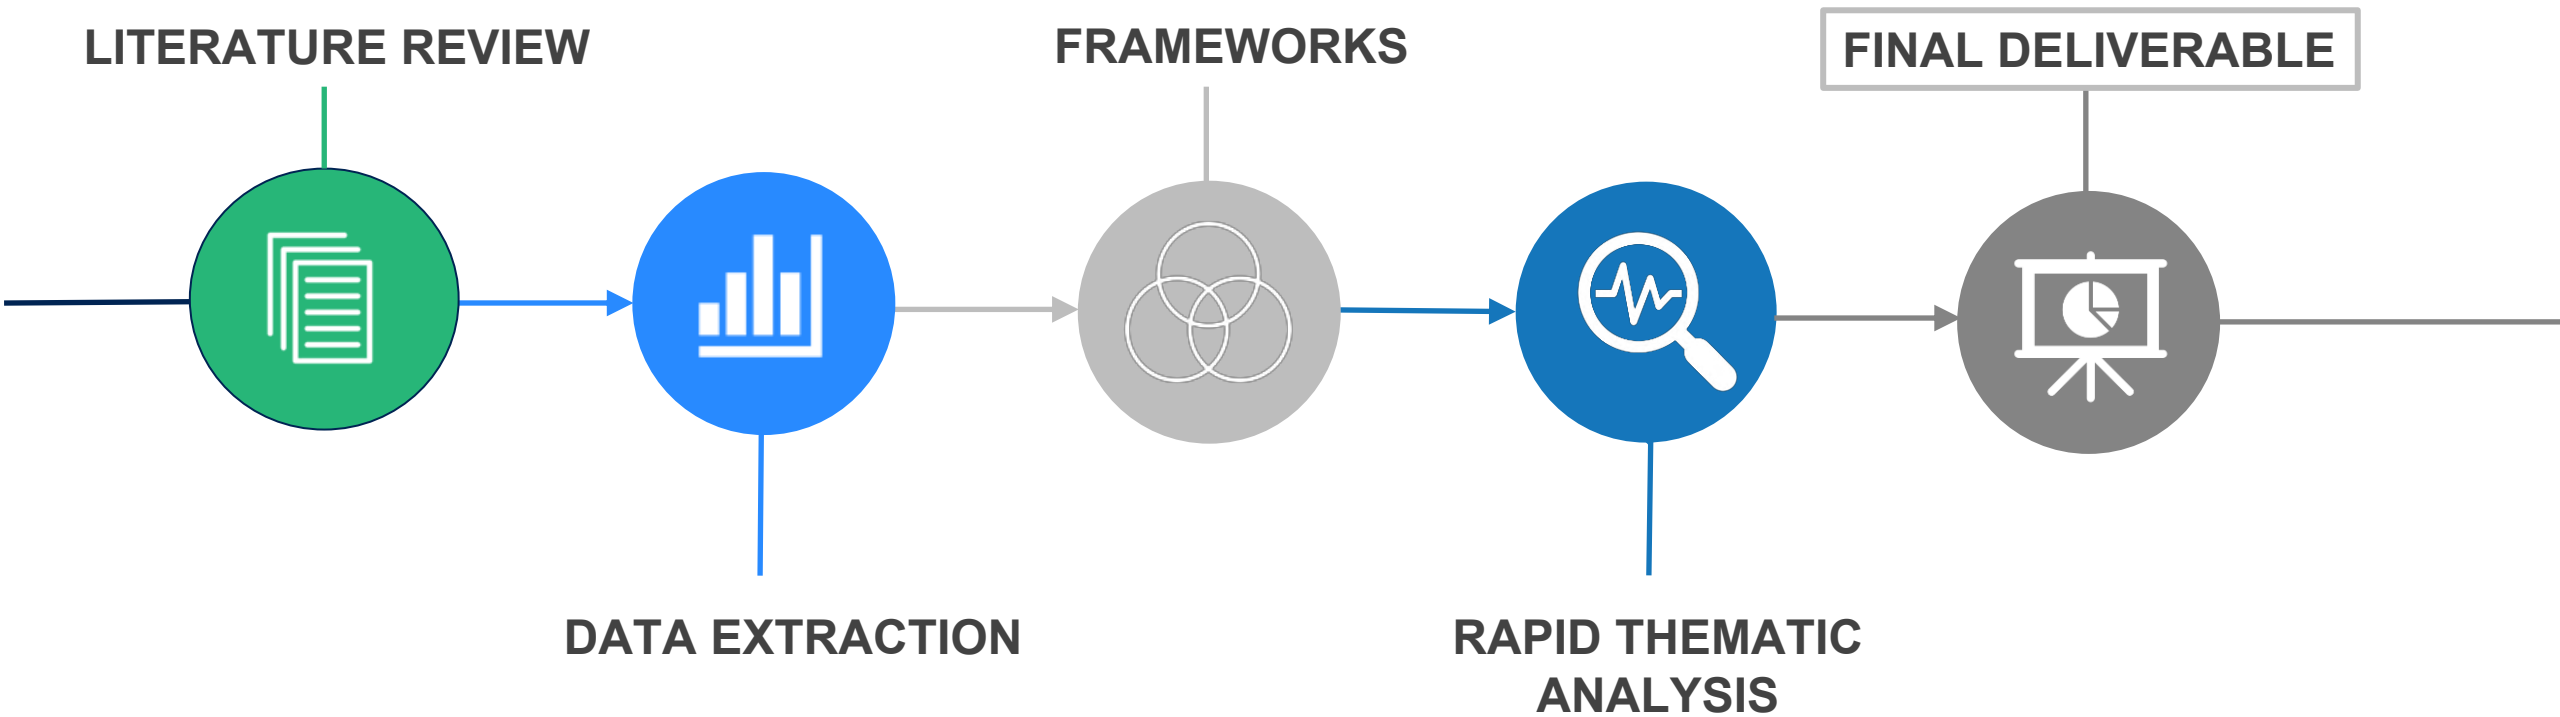 LITERATURE REVIEW
FRAMEWORKS
FINAL DELIVERABLE
DATA EXTRACTION
RAPID THEMATIC
ANALYSIS